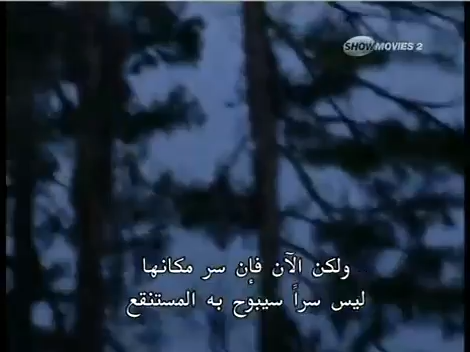 SHOW MOVIES 2
ولكن الآن فإن سر مكانها
ليس سراً سيبوح به المستنقع